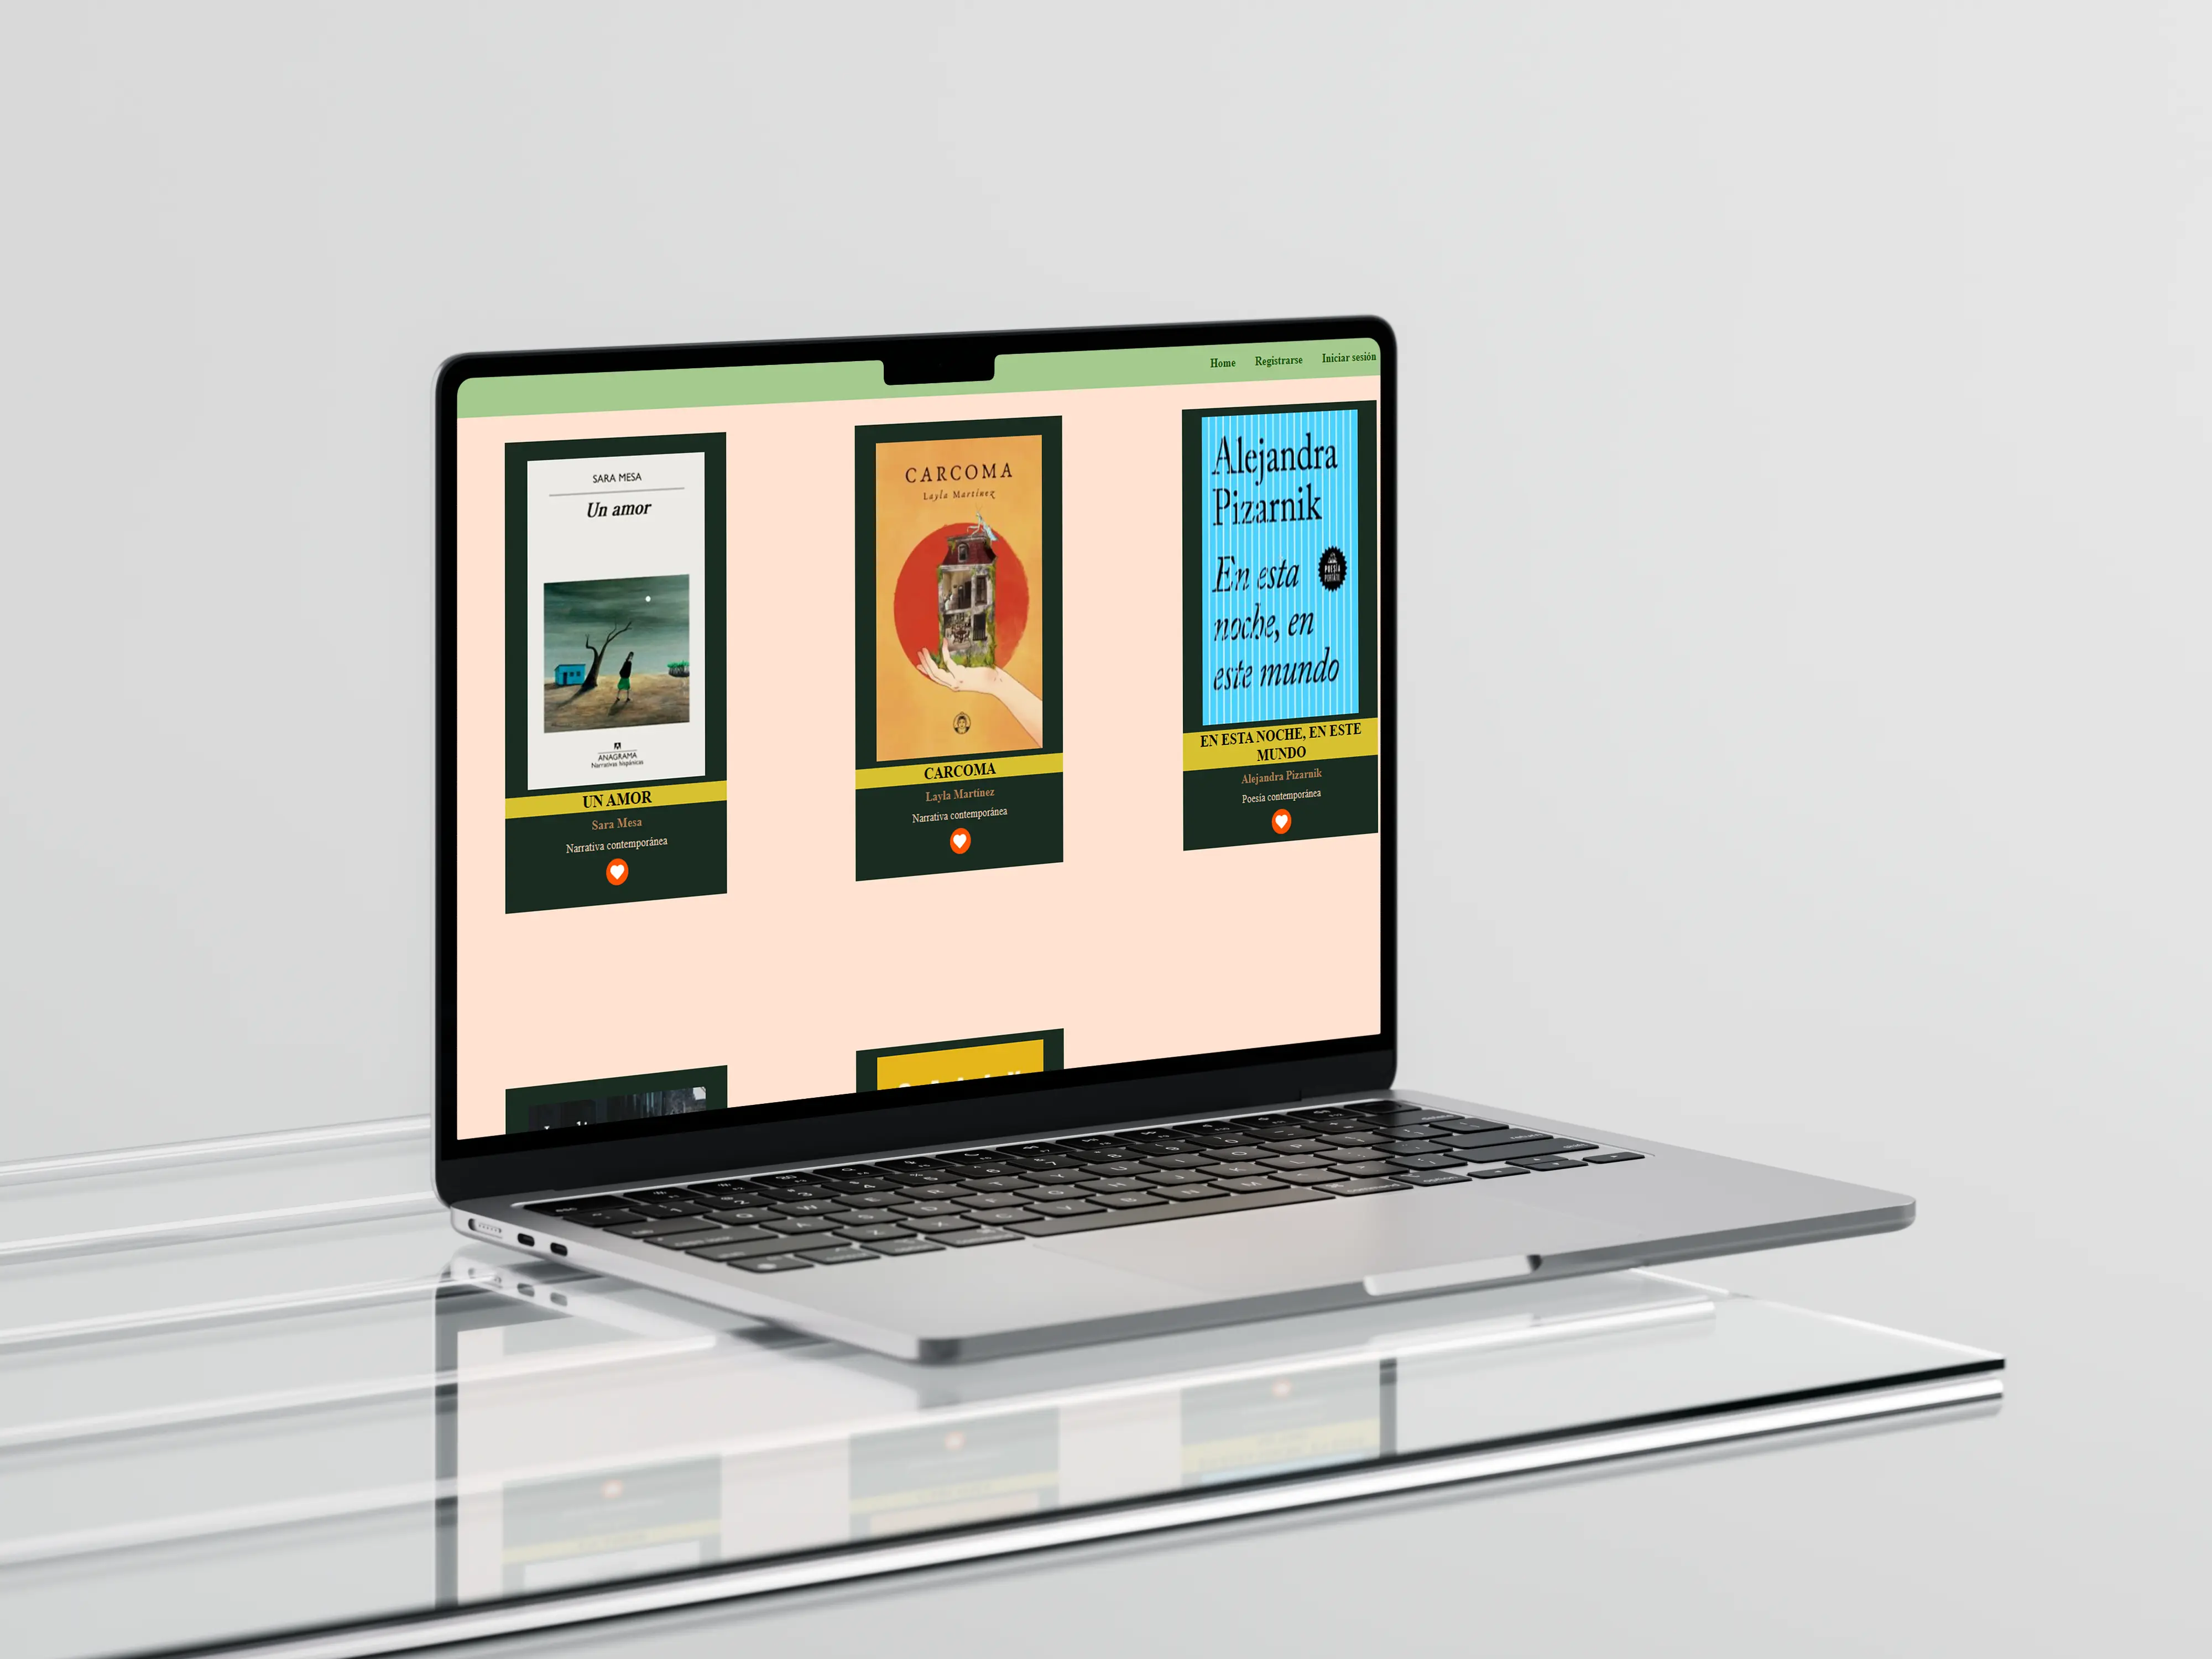 Home Registrarse Iniciar sesión
SARA MESA
Un amor
ANAGRAMA
Narrativas hispánicas
UN AMOR
Sara Mesa
Narrativa contemporánea
CARCOMA
Layla Martínez
CARCOMA
Layla Martínez
Narrativa contemporánea
Alejandra
Pizarnik
En esta
noche, en
este mundo
POESÍA
PORTÁTIL
EN ESTA NOCHE, EN ESTE
MUNDO
Alejandra Pizarnik
Poesía contemporánea